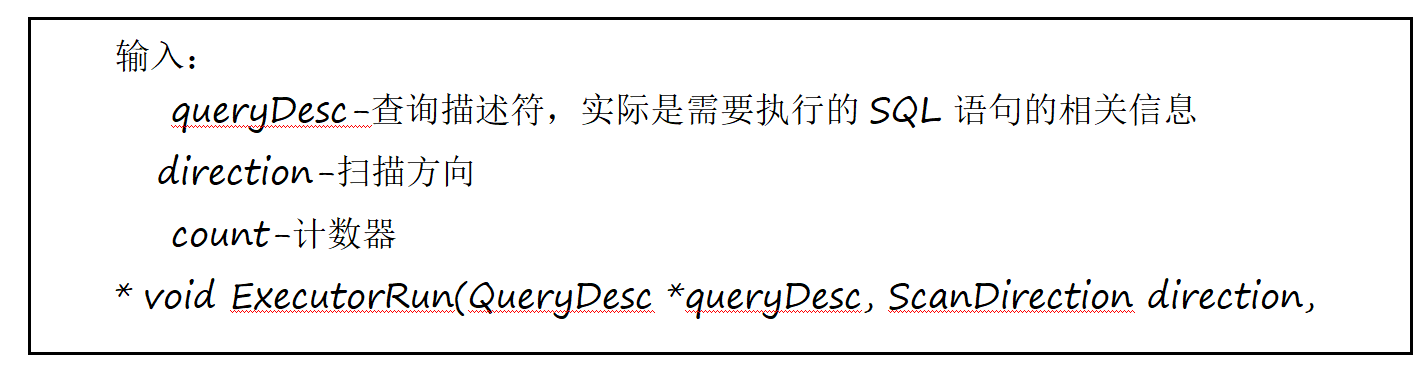 输入：
queryDesc-查询描述符，实际是需要执行的 SQL 语句的相关信息
direction-扫描方向
count-计数器
* void ExecutorRun(QueryDesc *queryDesc, ScanDirection direction,